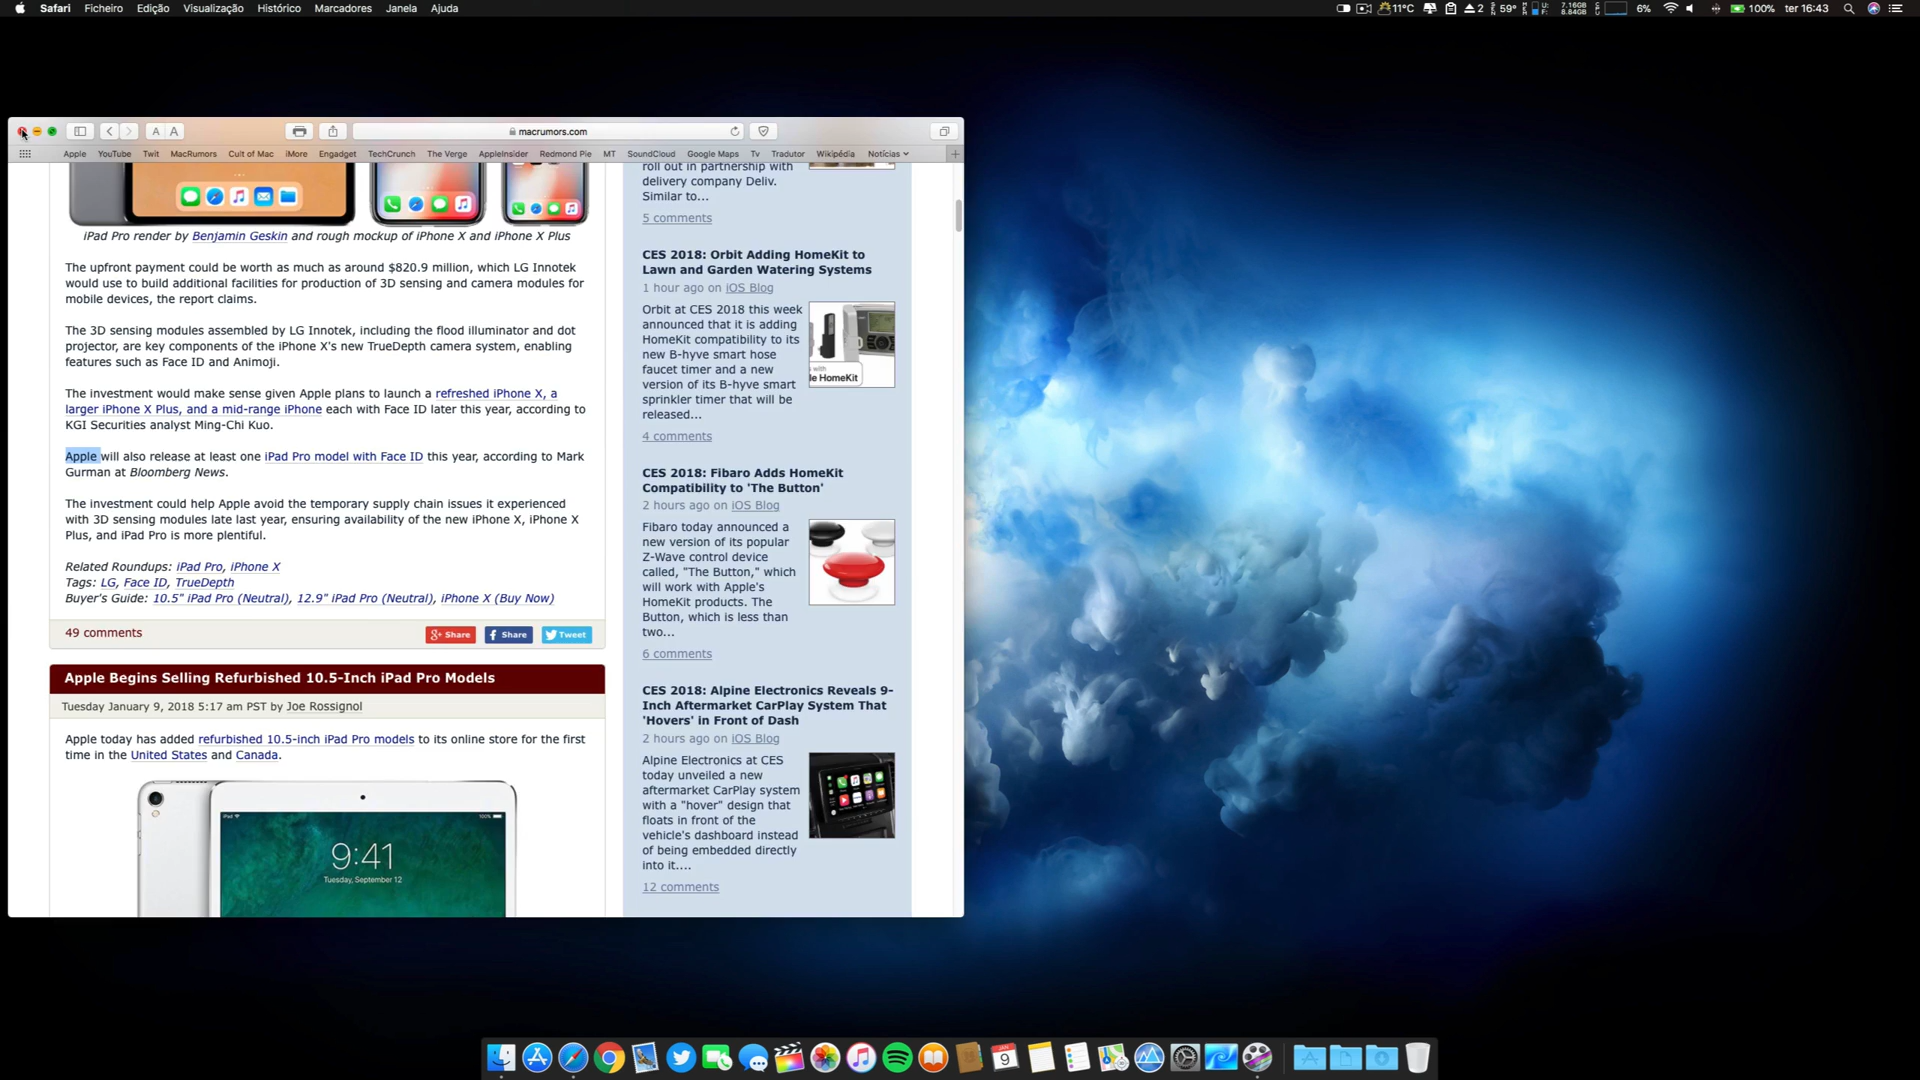 Safari Ficheiro Edição Visualização Histórico Marcadores Janela Ajuda
11°C 2 59° U: 7.16GB F: 8.84GB 6% 100% ter 16:43
A A macrumors.com
Apple YouTube Twit MacRumors Cult of Mac iMore Engadget TechCrunch The Verge AppleInsider Redmond Pie MT SoundCloud Google Maps Tv Tradutor Wikipédia Notícias
iPad Pro render by Benjamin Geskin and rough mockup of iPhone X and iPhone X Plus
The upfront payment could be worth as much as around $820.9 million, which LG Innotek
would use to build additional facilities for production of 3D sensing and camera modules for
mobile devices, the report claims.
The 3D sensing modules assembled by LG Innotek, including the flood illuminator and dot
projector, are key components of the iPhone X's new TrueDepth camera system, enabling
features such as Face ID and Animoji.
The investment would make sense given Apple plans to launch a refreshed iPhone X, a
larger iPhone X Plus, and a mid-range iPhone each with Face ID later this year, according to
KGI Securities analyst Ming-Chi Kuo.
Apple will also release at least one iPad Pro model with Face ID this year, according to Mark
Gurman at Bloomberg News.
The investment could help Apple avoid the temporary supply chain issues it experienced
with 3D sensing modules late last year, ensuring availability of the new iPhone X, iPhone X
Plus, and iPad Pro is more plentiful.
Related Roundups: iPad Pro, iPhone X
Tags: LG, Face ID, TrueDepth
Buyer's Guide: 10.5" iPad Pro (Neutral), 12.9" iPad Pro (Neutral), iPhone X (Buy Now)
49 comments
Share Share Tweet
Apple Begins Selling Refurbished 10.5-Inch iPad Pro Models
Tuesday January 9, 2018 5:17 am PST by Joe Rossignol
Apple today has added refurbished 10.5-inch iPad Pro models to its online store for the first
time in the United States and Canada.
iPad 100%
9:41
Tuesday, September 12
roll out in partnership with
delivery company Deliv.
Similar to...
5 comments
CES 2018: Orbit Adding HomeKit to
Lawn and Garden Watering Systems
1 hour ago on iOS Blog
Orbit at CES 2018 this week
announced that it is adding
HomeKit compatibility to its
new B-hyve smart hose
faucet timer and a new
version of its B-hyve smart
sprinkler timer that will be
released...
s with
le HomeKit
4 comments
CES 2018: Fibaro Adds HomeKit
Compatibility to 'The Button'
2 hours ago on iOS Blog
Fibaro today announced a
new version of its popular
Z-Wave control device
called, "The Button," which
will work with Apple's
HomeKit products. The
Button, which is less than
two...
6 comments
CES 2018: Alpine Electronics Reveals 9-
Inch Aftermarket CarPlay System That
'Hovers' in Front of Dash
2 hours ago on iOS Blog
Alpine Electronics at CES
today unveiled a new
aftermarket CarPlay system
with a "hover" design that
floats in front of the
vehicle's dashboard instead
of being embedded directly
into it....
12 comments
JAN
9